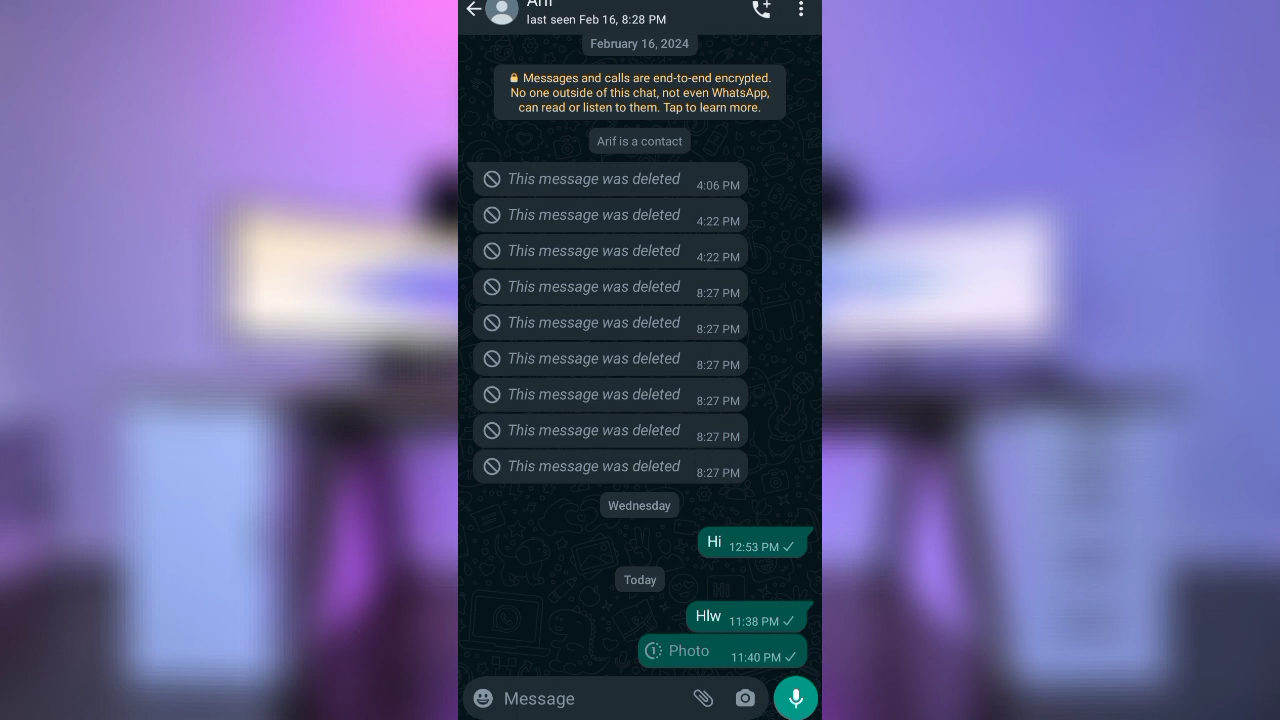 Arif
last seen Feb 16, 8:28 PM
February 16, 2024
Messages and calls are end-to-end encrypted.
No one outside of this chat, not even WhatsApp,
can read or listen to them. Tap to learn more.
Arif is a contact
This message was deleted 4:06 PM
This message was deleted 4:22 PM
This message was deleted 4:22 PM
This message was deleted 8:27 PM
This message was deleted 8:27 PM
This message was deleted 8:27 PM
This message was deleted 8:27 PM
This message was deleted 8:27 PM
This message was deleted 8:27 PM
Wednesday
Hi 12:53 PM
Today
Hlw 11:38 PM
Photo 11:40 PM
Message